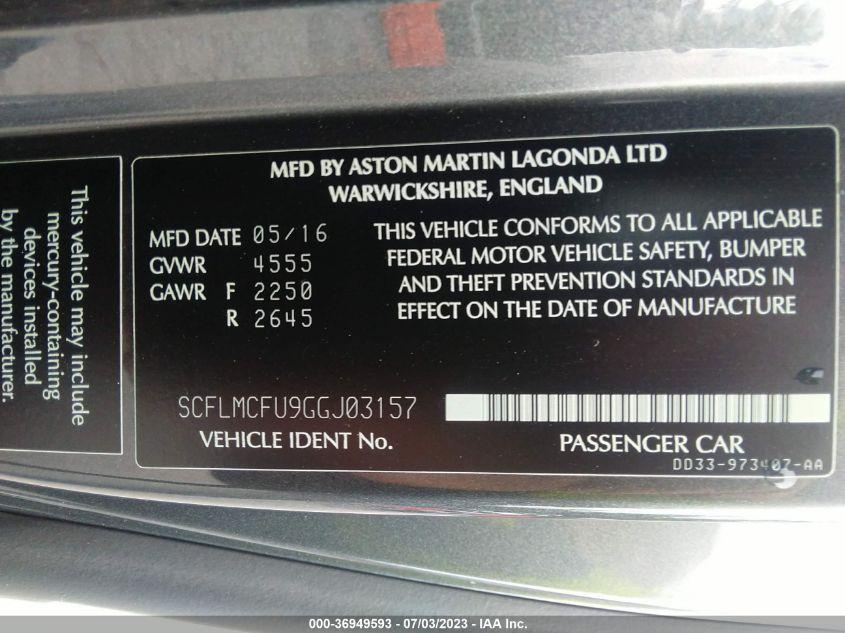 This vehicle may include
mercury-containing
devices installed
by the manufacturer.
MFD BY ASTON MARTIN LAGONDA LTD
WARWICKSHIRE, ENGLAND
MFD DATE 05/16
GVWR 4555
GAWR F 2250
R 2645
THIS VEHICLE CONFORMS TO ALL APPLICABLE
FEDERAL MOTOR VEHICLE SAFETY, BUMPER
AND THEFT PREVENTION STANDARDS IN
EFFECT ON THE DATE OF MANUFACTURE
SCFLMCFU9GGJ03157
VEHICLE IDENT No.
PASSENGER CAR
DD33-973407-AA
000-36949593 - 07/03/2023 - IAA Inc.